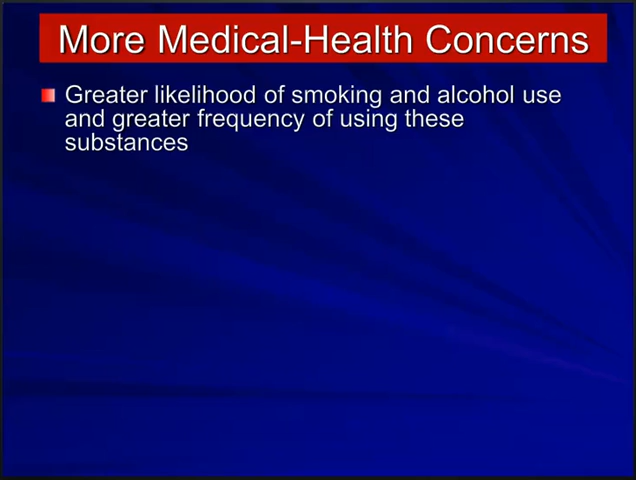 More Medical-Health Concerns
Greater likelihood of smoking and alcohol use
and greater frequency of using these
substances